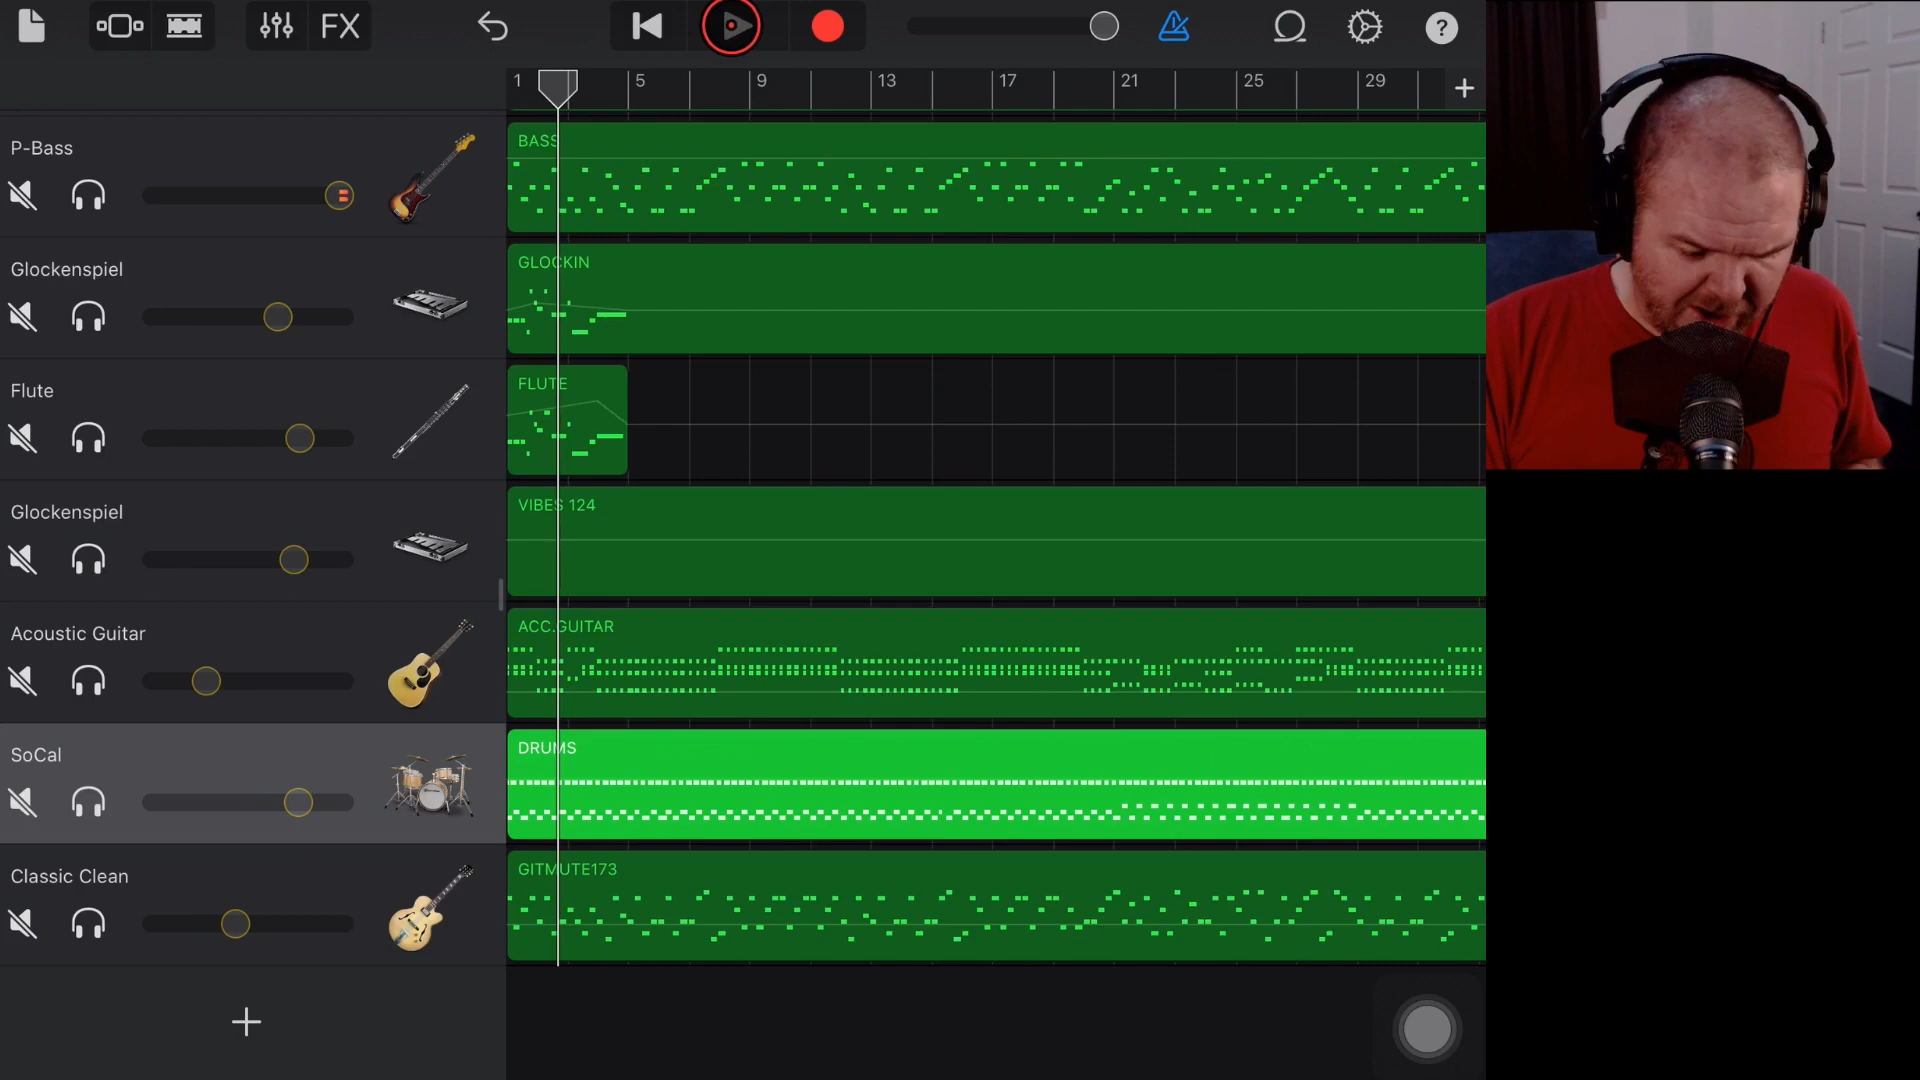 FX
?
1 5 9 13 17 21 25 29 +
P-Bass
BASS
Glockenspiel
GLOCKIN
Flute
FLUTE
Glockenspiel
VIBES 124
Acoustic Guitar
ACC.GUITAR
SoCal
DRUMS
Classic Clean
GITMUTE173
+